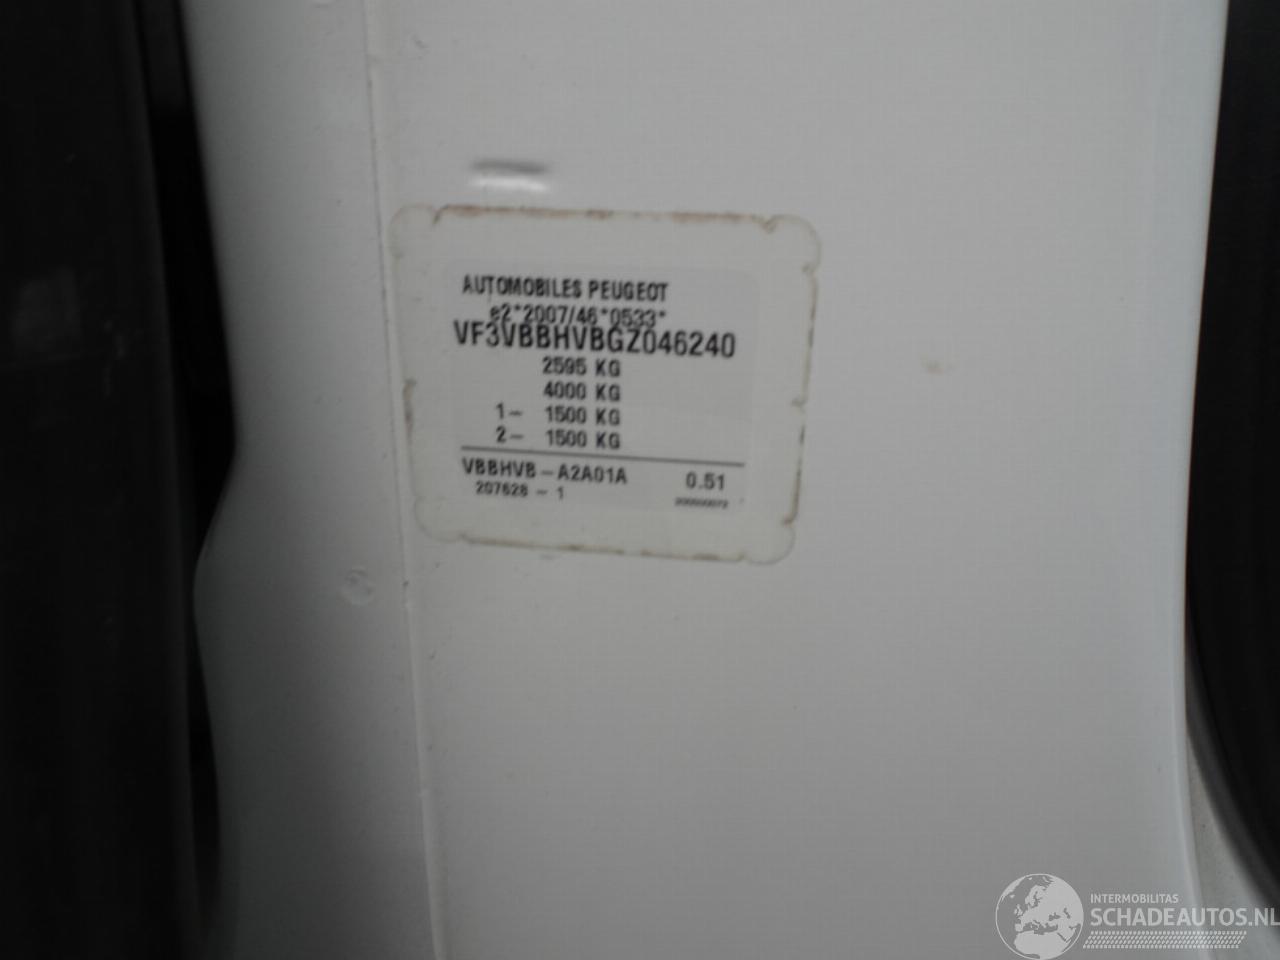 AUTOMOBILES PEUGEOT
e2*2007/46*0533*
VF3VBBHVBGZ046240
2595 KG
4000 KG
1- 1500 KG
2- 1500 KG
VBBHVB-A2A01A 0.51
207628-1
INTERMOBILITAS
SCHADEAUTOS.NL